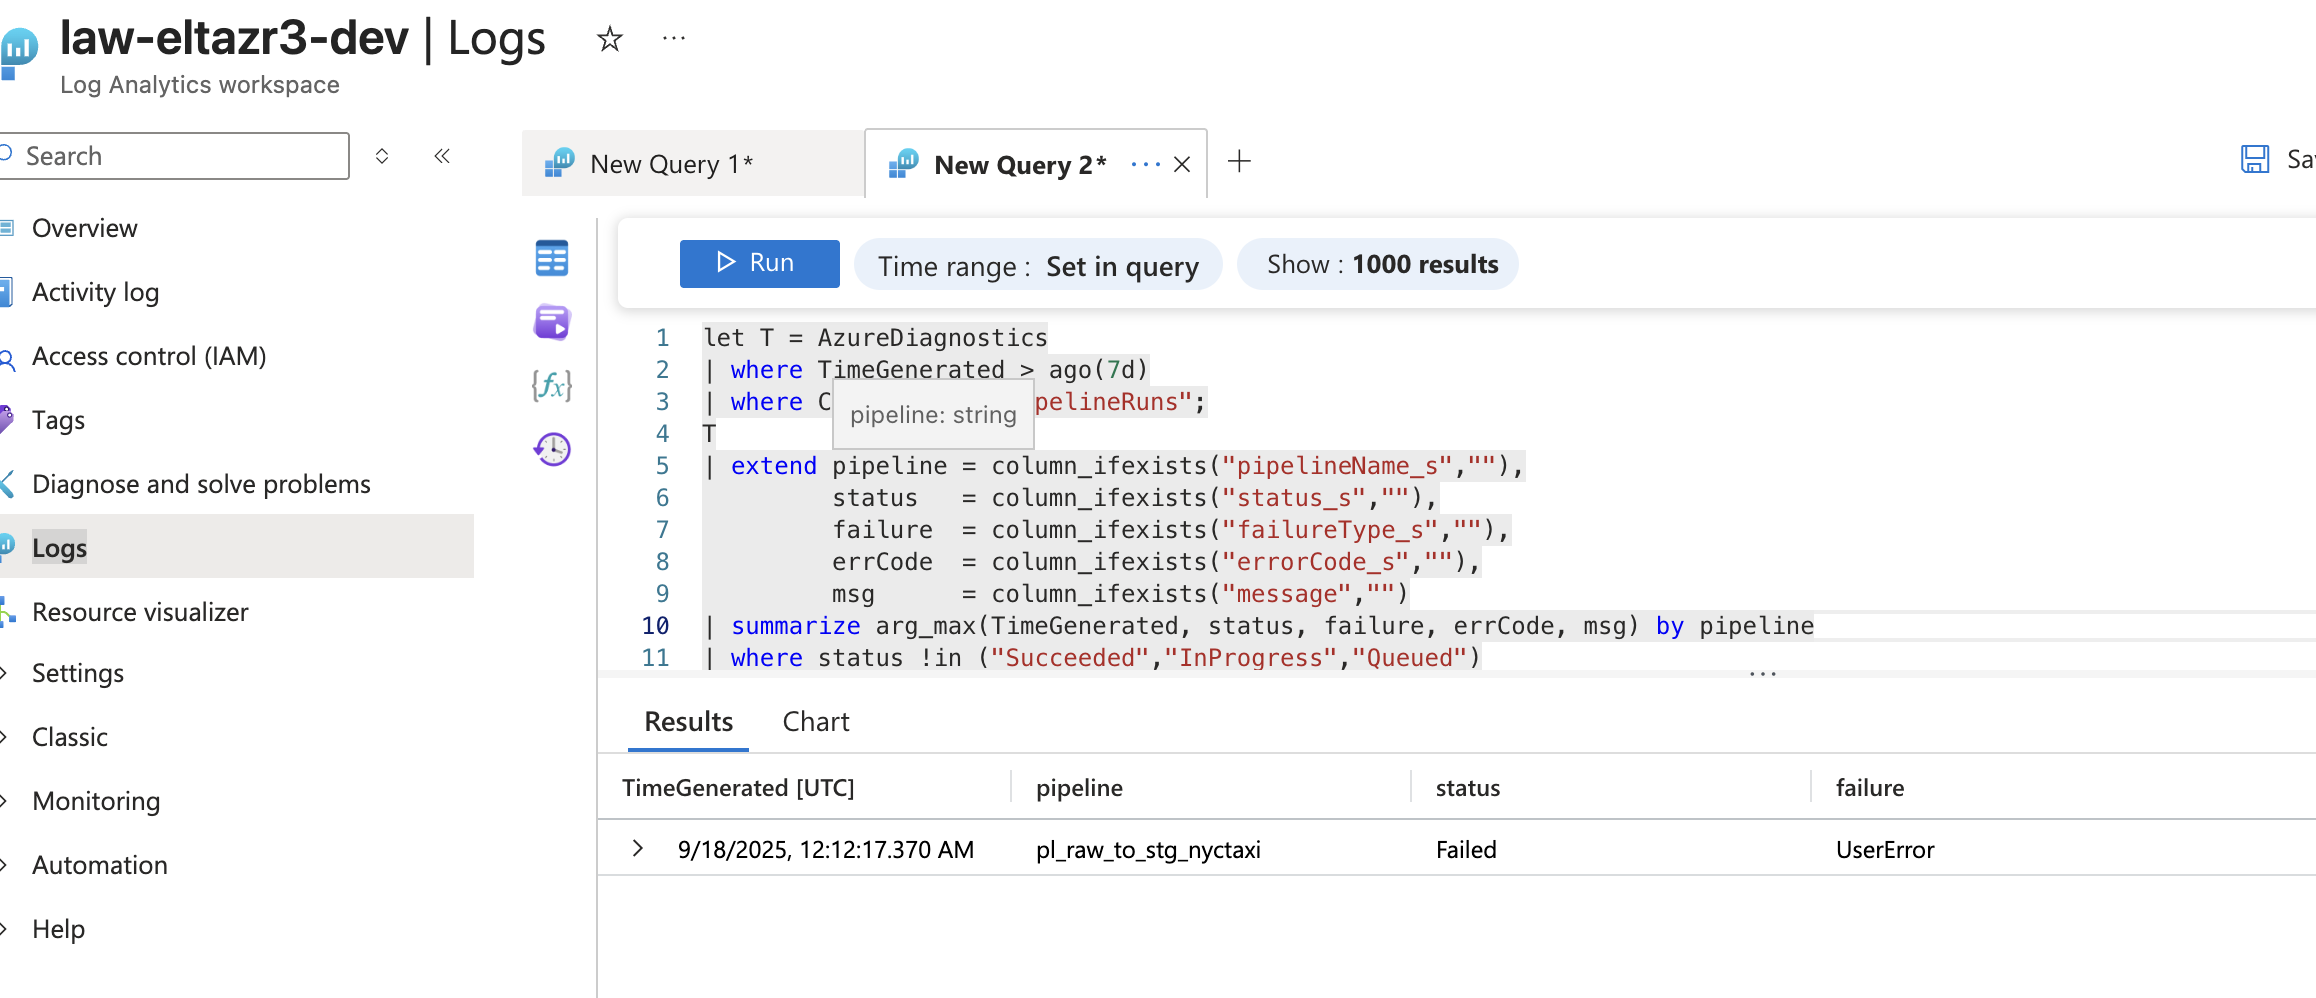 law-eltazr3-dev | Logs
Log Analytics workspace
Search
Overview
Activity log
Access control (IAM)
Tags
Diagnose and solve problems
Logs
Resource visualizer
Settings
Classic
Monitoring
Automation
Help
New Query 1*
New Query 2*
Run
Time range : Set in query
Show : 1000 results
1 let T = AzureDiagnostics
2 | where TimeGenerated > ago(7d)
3 | where C pelineRuns";
pipeline: string
4 T
5 | extend pipeline = column_ifexists("pipelineName_s",""),
6 status = column_ifexists("status_s",""),
7 failure = column_ifexists("failureType_s",""),
8 errCode = column_ifexists("errorCode_s",""),
9 msg = column_ifexists("message","")
10 | summarize arg_max(TimeGenerated, status, failure, errCode, msg) by pipeline
11 | where status !in ("Succeeded","InProgress","Queued")
Results Chart
TimeGenerated [UTC] pipeline status failure
9/18/2025, 12:12:17.370 AM pl_raw_to_stg_nyctaxi Failed UserError